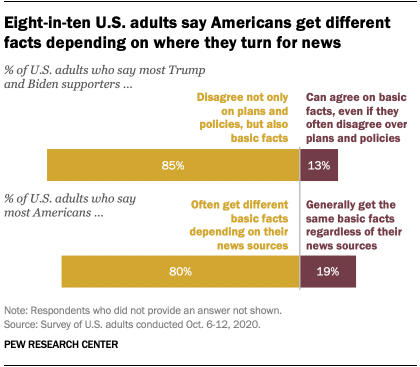 Eight-in-ten U.S. adults say Americans get different
facts depending on where they turn for news
% of U.S. adults who say most Trump
and Biden supporters ...
Disagree not only
on plans and
policies, but also
basic facts
Can agree on basic
facts, even if they
often disagree over
plans and policies
85%
13%
% of U.S. adults who say
most Americans ...
Often get different
basic facts
depending on their
news sources
Generally get the
same basic facts
regardless of their
news sources
80%
19%
Note: Respondents who did not provide an answer not shown.
Source: Survey of U.S. adults conducted Oct. 6-12, 2020.
PEW RESEARCH CENTER